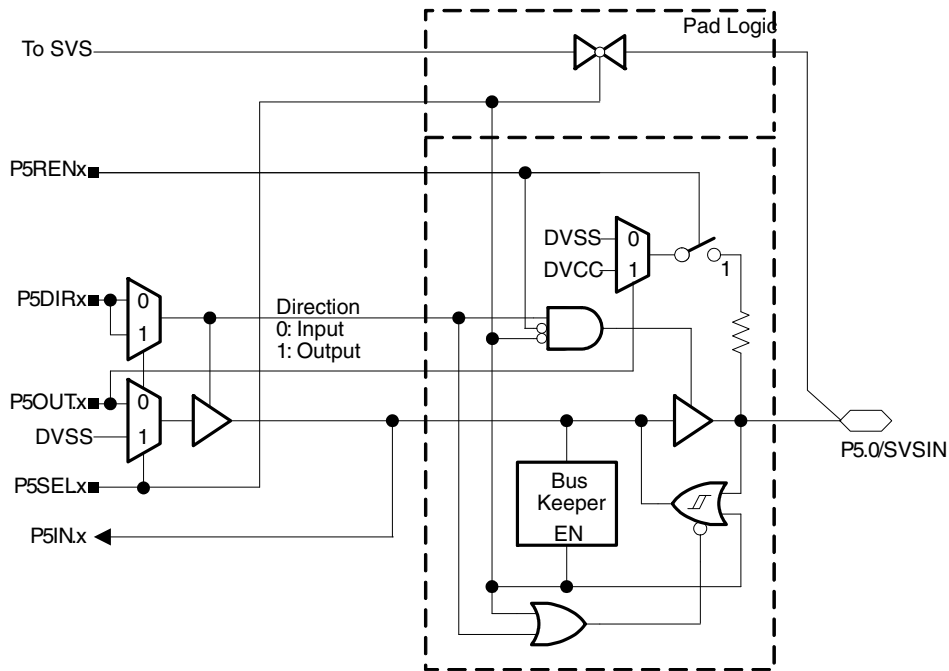 Pad Logic
To SVS
P5RENx
DVSS
0
DVCC
1
1
P5DIRx
0
1
Direction
0: Input
1: Output
P5OUT.x
0
DVSS
1
P5.0/SVSIN
P5SELx
Bus
Keeper
EN
P5IN.x